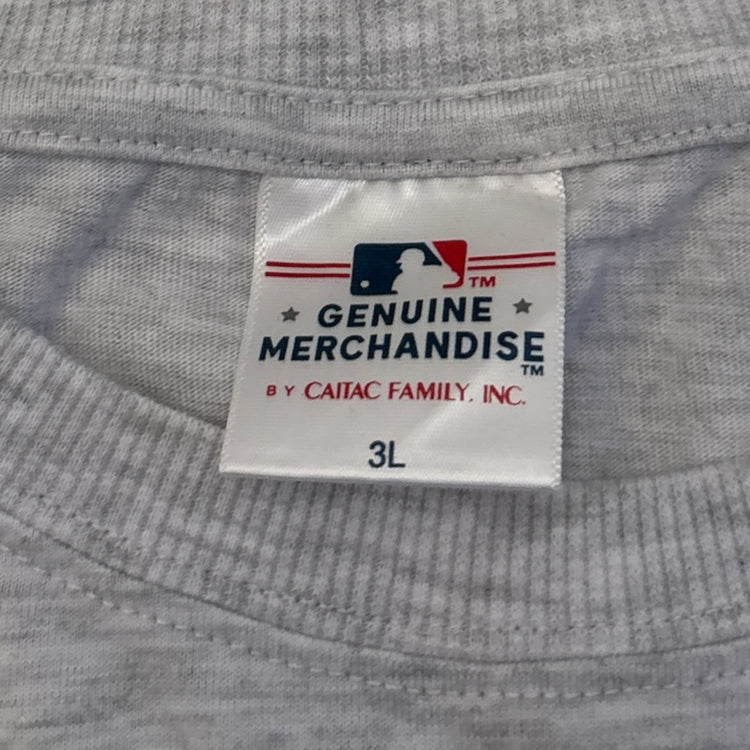 TM
★ GENUINE ★
MERCHANDISE
TM
BY CAITAC FAMILY, INC.
3L